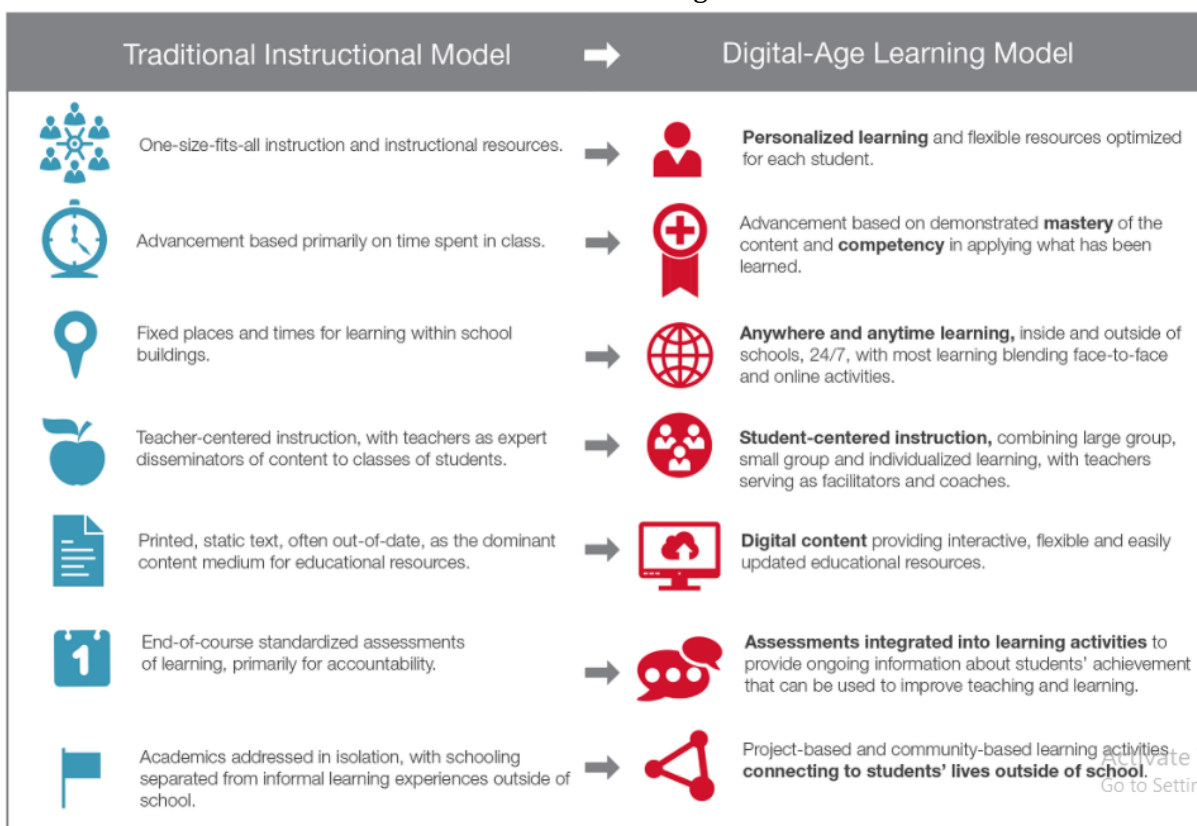 Traditional Instructional Model
Digital-Age Learning Model
One-size-fits-all instruction and instructional resources.
Personalized learning and flexible resources optimized
for each student.
Advancement based primarily on time spent in class.
Advancement based on demonstrated mastery of the
content and competency in applying what has been
learned.
Fixed places and times for learning within school
buildings.
Anywhere and anytime learning, inside and outside of
schools, 24/7, with most learning blending face-to-face
and online activities.
Teacher-centered instruction, with teachers as expert
disseminators of content to classes of students.
Student-centered instruction, combining large group,
small group and individualized learning, with teachers
serving as facilitators and coaches.
Printed, static text, often out-of-date, as the dominant
content medium for educational resources.
Digital content providing interactive, flexible and easily
updated educational resources.
1
End-of-course standardized assessments
of learning, primarily for accountability.
Assessments integrated into learning activities to
provide ongoing information about students' achievement
that can be used to improve teaching and learning.
Academics addressed in isolation, with schooling
separated from informal learning experiences outside of
school.
Project-based and community-based learning activities
connecting to students' lives outside of school.
Activate
Go to